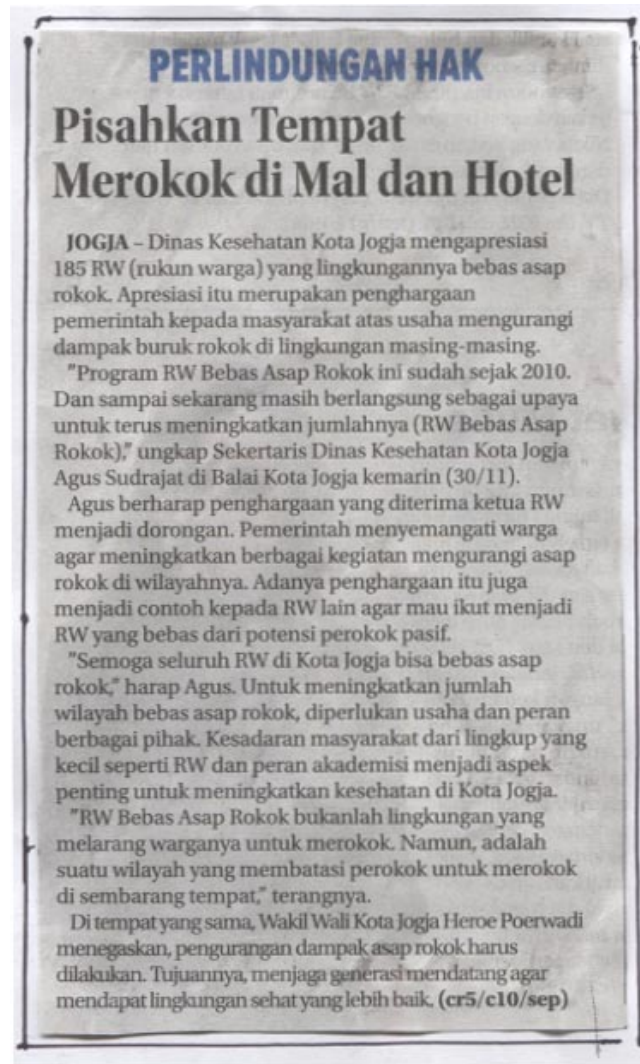 PERLINDUNGAN HAK
Pisahkan Tempat
Merokok di Mal dan Hotel
JOGJA – Dinas Kesehatan Kota Jogja mengapresiasi
185 RW (rukun warga) yang lingkungannya bebas asap
rokok. Apresiasi itu merupakan penghargaan
pemerintah kepada masyarakat atas usaha mengurangi
dampak buruk rokok di lingkungan masing-masing.
"Program RW Bebas Asap Rokok ini sudah sejak 2010.
Dan sampai sekarang masih berlangsung sebagai upaya
untuk terus meningkatkan jumlahnya (RW Bebas Asap
Rokok)," ungkap Sekertaris Dinas Kesehatan Kota Jogja
Agus Sudrajat di Balai Kota Jogja kemarin (30/11).
Agus berharap penghargaan yang diterima ketua RW
menjadi dorongan. Pemerintah menyemangati warga
agar meningkatkan berbagai kegiatan mengurangi asap
rokok di wilayahnya. Adanya penghargaan itu juga
menjadi contoh kepada RW lain agar mau ikut menjadi
RW yang bebas dari potensi perokok pasif.
"Semoga seluruh RW di Kota Jogja bisa bebas asap
rokok," harap Agus. Untuk meningkatkan jumlah
wilayah bebas asap rokok, diperlukan usaha dan peran
berbagai pihak. Kesadaran masyarakat dari lingkup yang
kecil seperti RW dan peran akademisi menjadi aspek
penting untuk meningkatkan kesehatan di Kota Jogja.
"RW Bebas Asap Rokok bukanlah lingkungan yang
melarang warganya untuk merokok. Namun, adalah
suatu wilayah yang membatasi perokok untuk merokok
di sembarang tempat," terangnya.
Di tempat yang sama, Wakil Wali Kota Jogja Heroe Poerwadi
menegaskan, pengurangan dampak asap rokok harus
dilakukan. Tujuannya, menjaga generasi mendatang agar
mendapat lingkungan sehat yang lebih baik. (cr5/c10/sep)